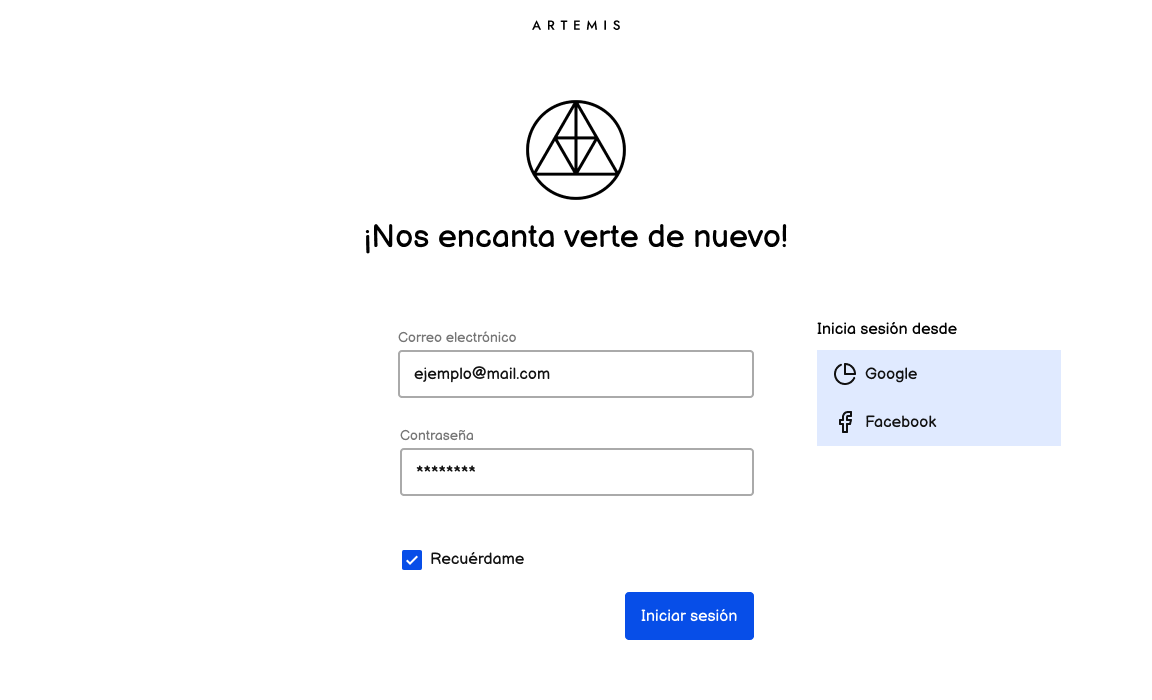 ARTEMIS
¡Nos encanta verte de nuevo!
Correo electrónico
ejemplo@mail.com
Contraseña
********
Recuérdame
Iniciar sesión
Inicia sesión desde
Google
Facebook